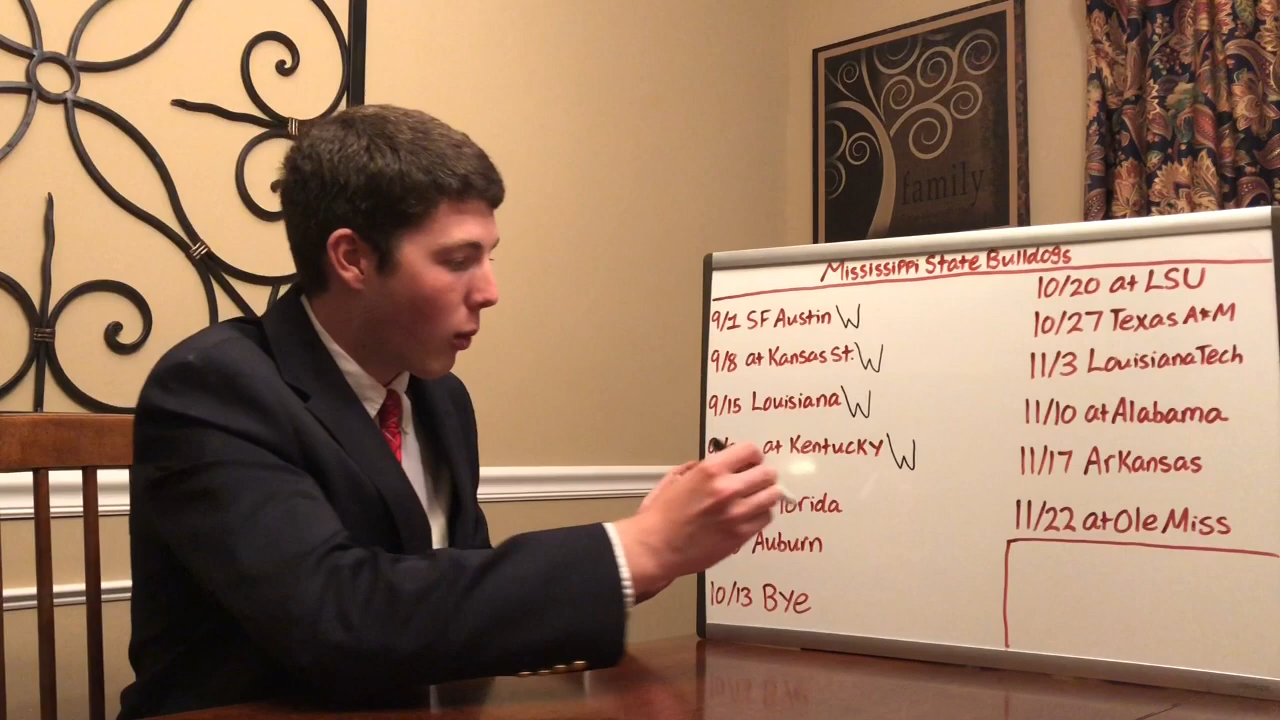 family
Mississippi State Bulldogs
9/1 SF Austin W
9/8 at Kansas St. W
9/15 Louisiana W
at Kentucky W
Auburn
10/13 Bye
10/20 at LSU
10/27 Texas A&M
11/3 Louisiana Tech
11/10 at Alabama
11/17 Arkansas
11/22 at Ole Miss